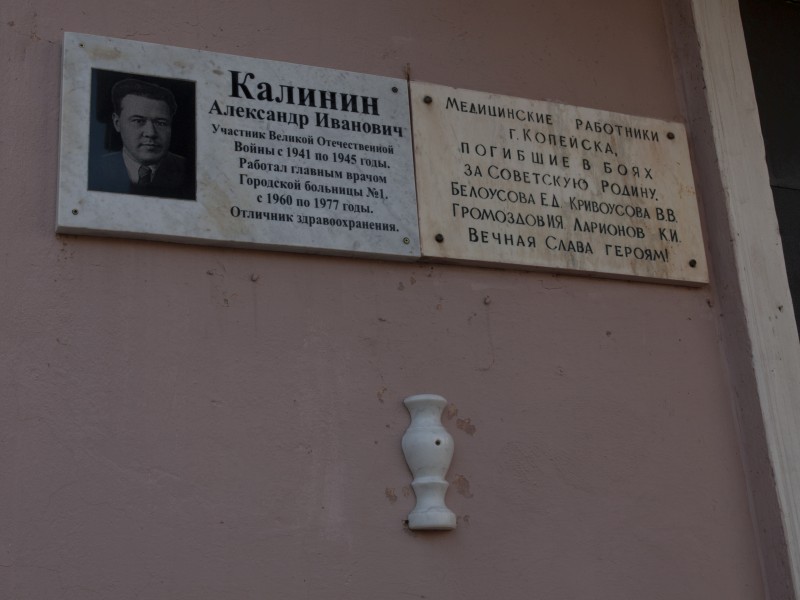 Калинин
Александр Иванович
Участник Великой Отечественной
Войны с 1941 по 1945 годы.
Работал главным врачом
Городской больницы №1.
с 1960 по 1977 годы.
Отличник здравоохранения.
Медицинские работники
г. Копейска,
погибшие в боях
за Советскую Родину.
Белоусова Е.Д. Кривоусова В.В.
Громоздов И Я Ларионов К.И.
Вечная Слава героям!